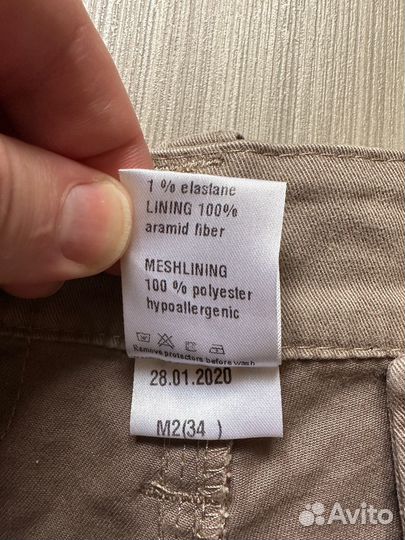 1 % elastane
LINING 100%
aramid fiber
MESHLINING
100 % polyester
hypoallergenic
Remove protectors before wash
28.01.2020
M2(34 )
Avito